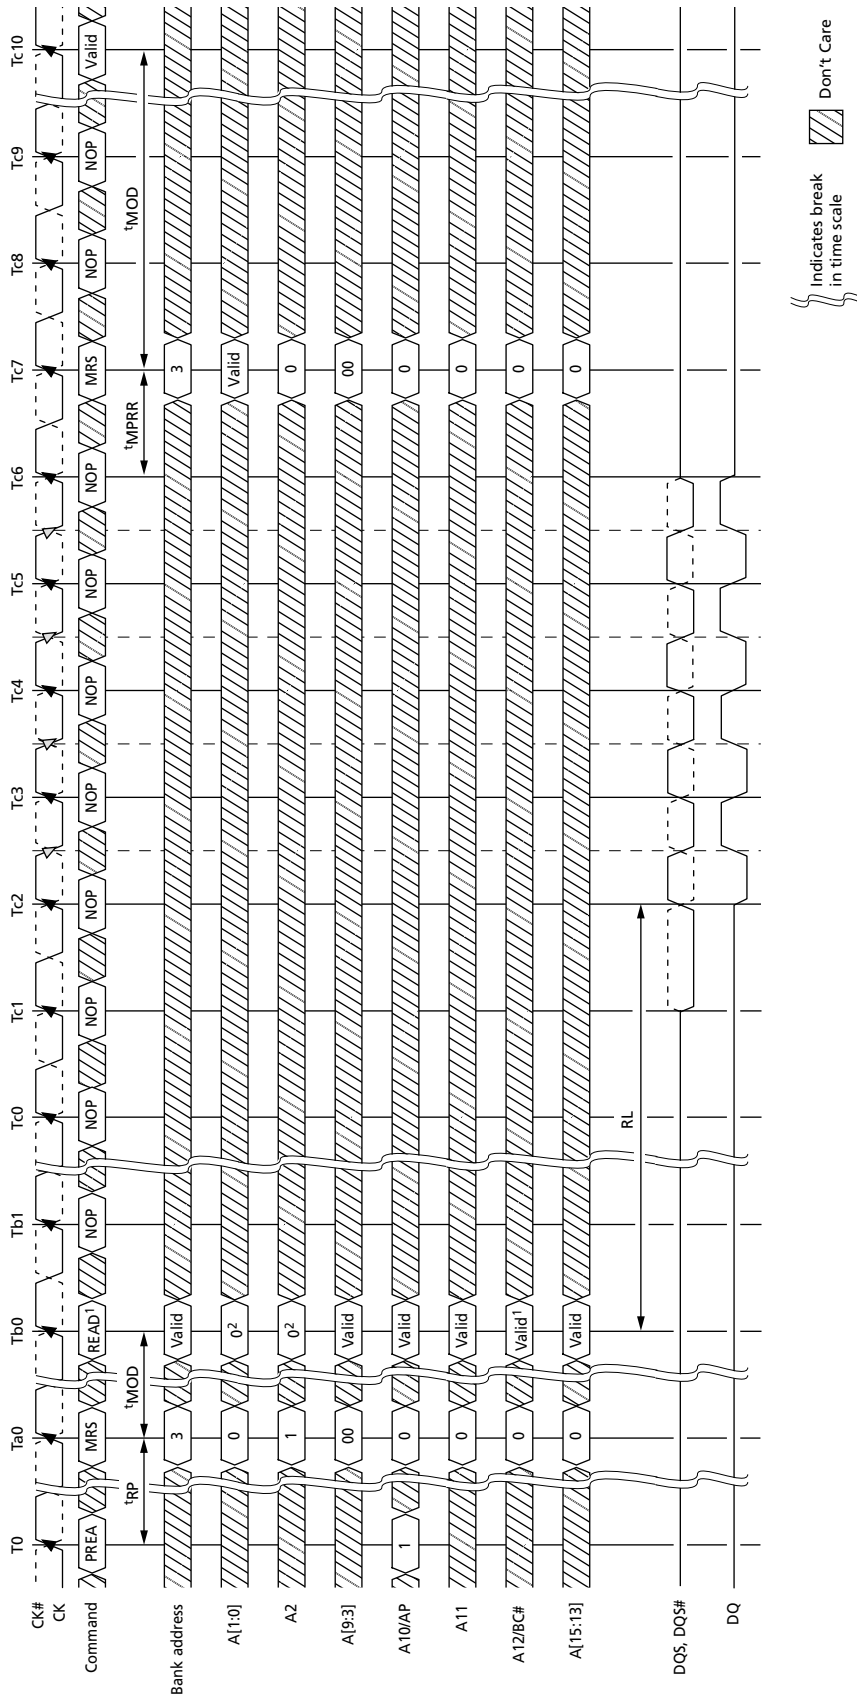 T0 Ta0 Tb0 Tb1 Tc0 Tc1 Tc2 Tc3 Tc4 Tc5 Tc6 Tc7 Tc8 Tc9 Tc10
CK#
CK
Command PREA MRS READ1 NOP NOP NOP NOP NOP NOP NOP NOP MRS NOP NOP Valid
tRP tMOD tMPRR tMOD
Bank address 3 Valid 3
A[1:0] 0 02 Valid
A2 1 02 0
A[9:3] 00 Valid 00
A10/AP 1 0 Valid 0
A11 0 Valid 0
A12/BC# 0 Valid1 0
A[15:13] 0 Valid 0
RL
DQS, DQS#
DQ
Indicates break
in time scale
Don't Care